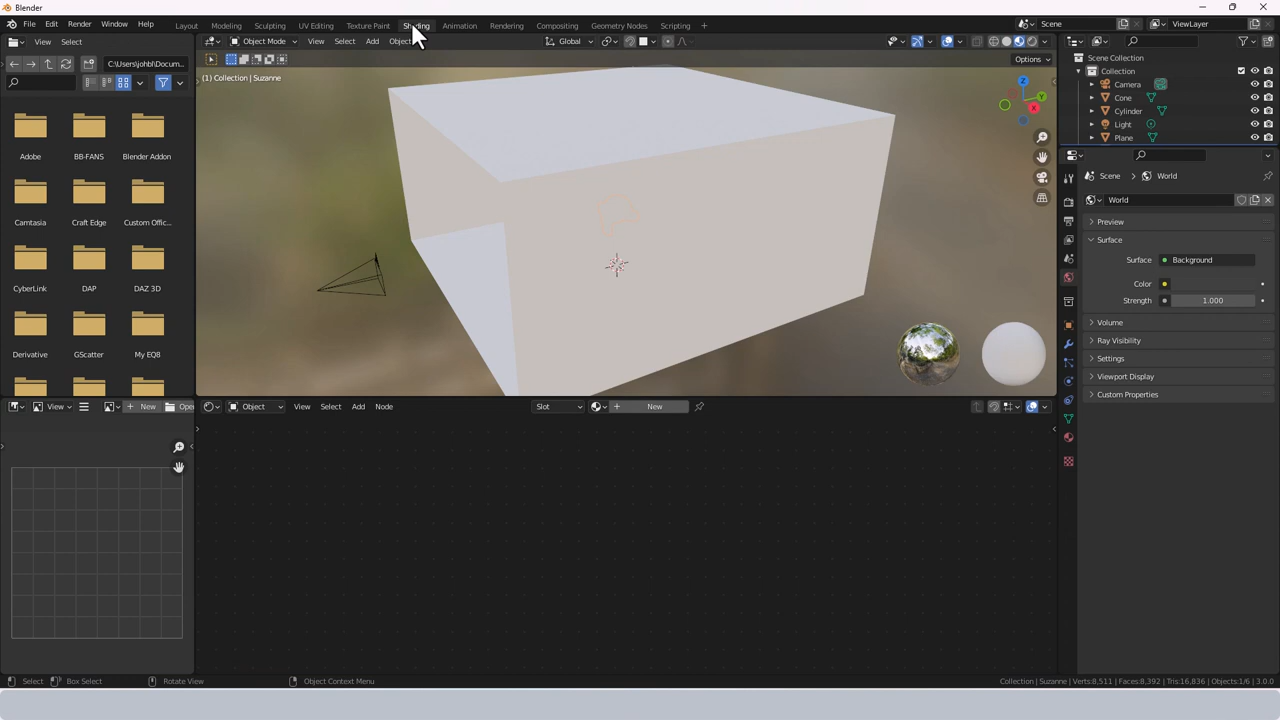 Blender
File Edit Render Window Help Layout Modeling Sculpting UV Editing Texture Paint Shading Animation Rendering Compositing Geometry Nodes Scripting + Scene ViewLayer
View Select Object Mode View Select Add Object Global
C:\Users\johbl\Docum... Options
(1) Collection | Suzanne
Scene Collection
Collection
Camera
Cone
Cylinder
Light
Plane
X
Y
Z
Adobe BB-FANS Blender Addon
Camtasia Craft Edge Custom Offic...
CyberLink DAP DAZ 3D
Derivative GScatter My EQ8
Scene > World
World
Preview
Surface
Surface Background
Color
Strength 1.000
Volume
Ray Visibility
Settings
Viewport Display
Custom Properties
View + New Open Object View Select Add Node Slot + New
Select Box Select Rotate View Object Context Menu Collection | Suzanne | Verts:8,511 | Faces:8,392 | Tris:16,836 | Objects:1/6 | 3.0.0